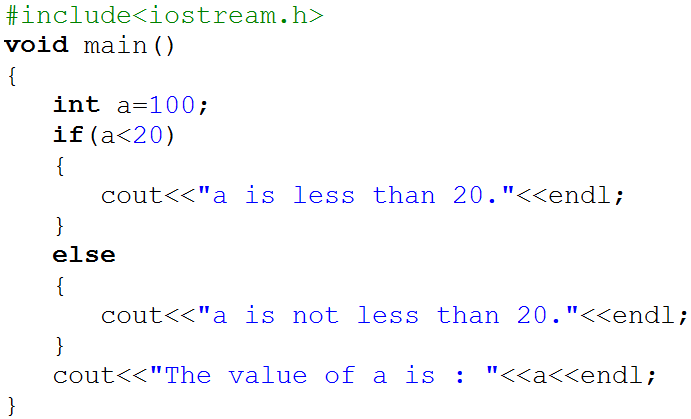 #include<iostream.h>
void main()
{
   int a=100;
   if(a<20)
   {
      cout<<"a is less than 20."<<endl;
   }
   else
   {
      cout<<"a is not less than 20."<<endl;
   }
   cout<<"The value of a is : "<<a<<endl;
}